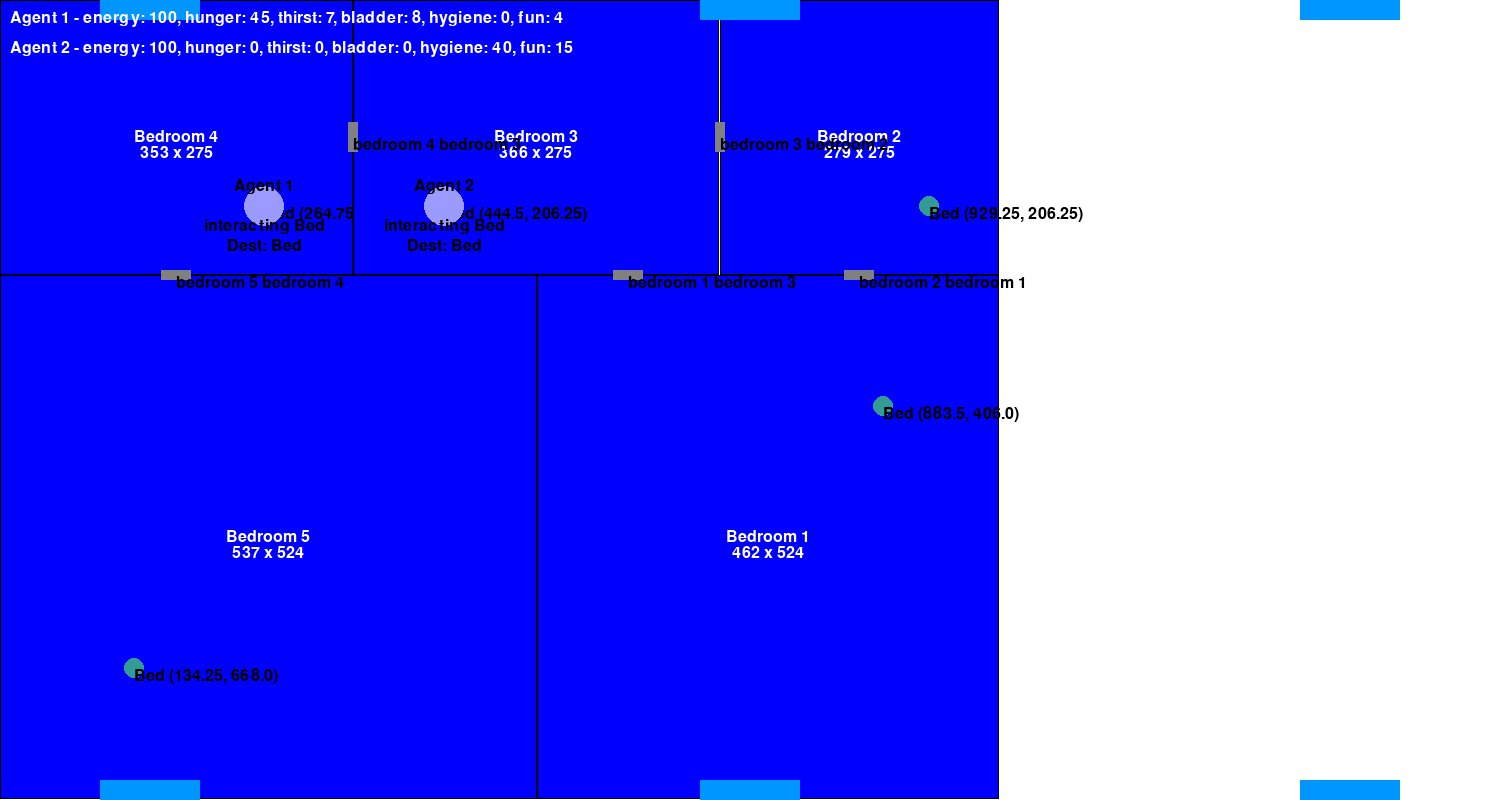 Agent 1 - energy: 100, hunger: 45, thirst: 7, bladder: 8, hygiene: 0, fun: 4
Agent 2 - energy: 100, hunger: 0, thirst: 0, bladder: 0, hygiene: 40, fun: 15
Bedroom 4
353 x 275
Bedroom 3
366 x 275
Bedroom 2
279 x 275
bedroom 4 bedroom
bedroom 3 bedroom
Agent 1
(264.75
interacting Bed
Dest: Bed
Agent 2
(444.5, 206.25)
interacting Bed
Dest: Bed
Bed (929.25, 206.25)
bedroom 5 bedroom 4
bedroom 1 bedroom 3
bedroom 2 bedroom 1
Bed (883.5, 406.0)
Bedroom 5
537 x 524
Bedroom 1
462 x 524
Bed (134.25, 668.0)